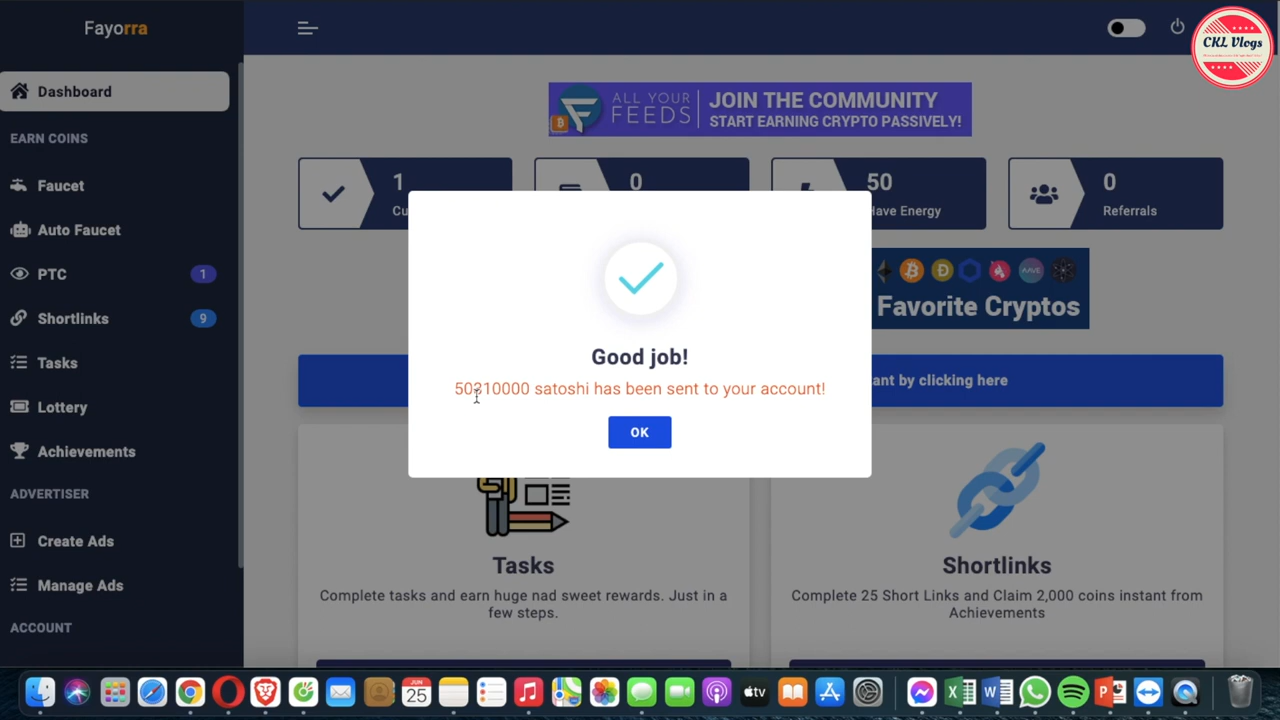 Fayorra
CKL Vlogs
Dashboard
EARN COINS
Faucet
Auto Faucet
PTC 1
Shortlinks 9
Tasks
Lottery
Achievements
ADVERTISER
Create Ads
Manage Ads
ACCOUNT
ALL YOUR FEEDS
JOIN THE COMMUNITY
START EARNING CRYPTO PASSIVELY!
1
Cu
0
50
Have Energy
0
Referrals
AAVE
Favorite Cryptos
ant by clicking here
Good job!
satoshi has been sent to your account!
OK
Tasks
Complete tasks and earn huge nad sweet rewards. Just in a
few steps.
Shortlinks
Complete 25 Short Links and Claim 2,000 coins instant from
Achievements
JUN
25
tv